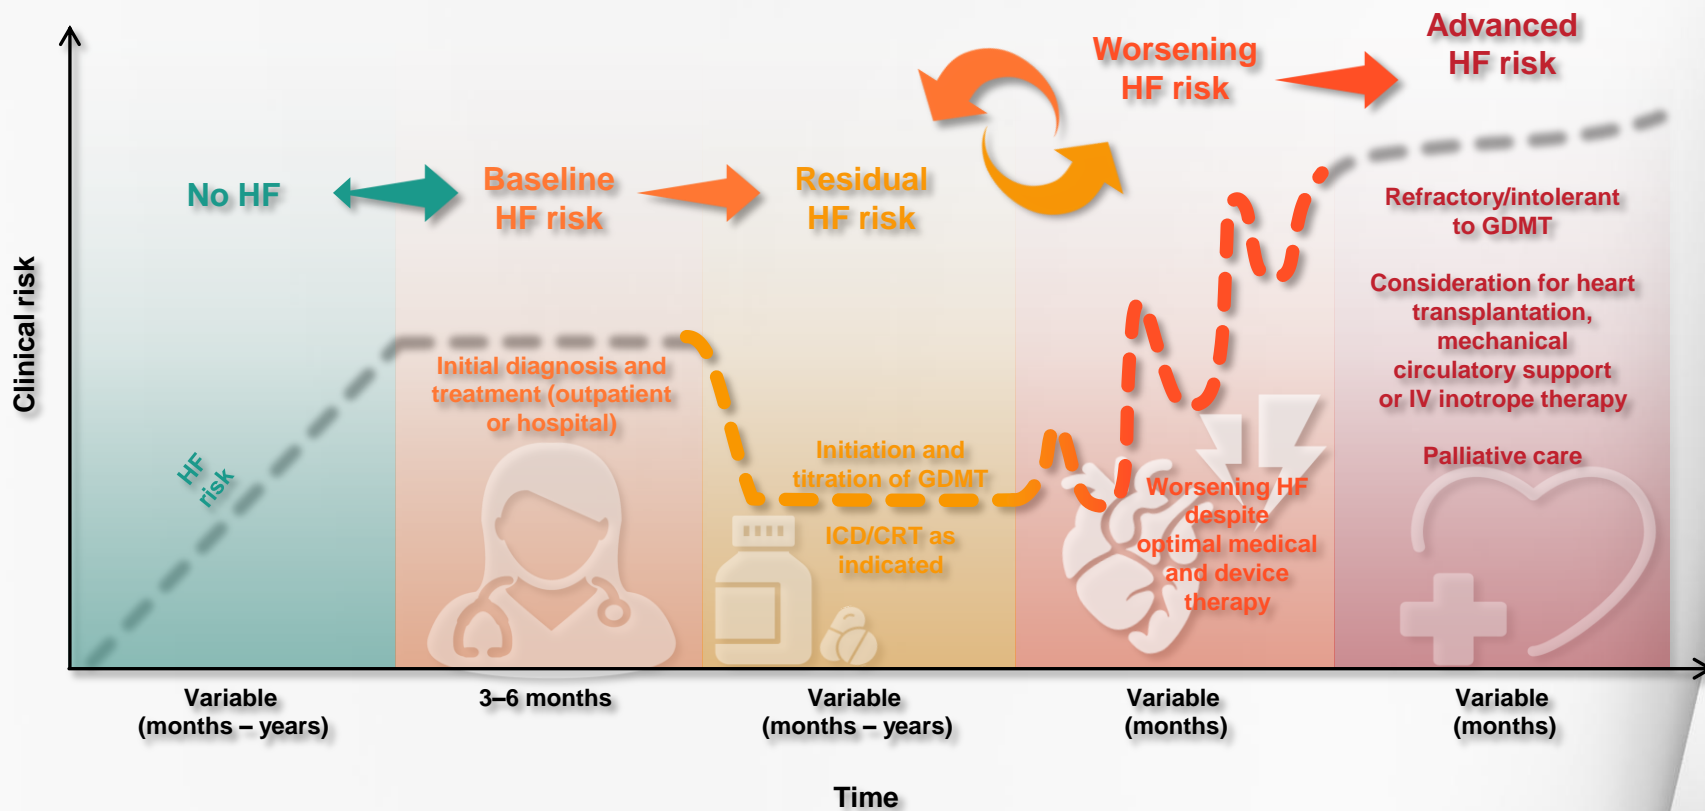 Clinical risk
No HF
HF
risk
Variable
(months – years)
Baseline
HF risk
Initial diagnosis and
treatment (outpatient
or hospital)
3–6 months
Residual
HF risk
Initiation and
titration of GDMT
ICD/CRT as
indicated
Variable
(months – years)
Worsening
HF risk
Worsening HF
despite
optimal medical
and device
therapy
Variable
(months)
Advanced
HF risk
Refractory/intolerant
to GDMT
Consideration for heart
transplantation,
mechanical
circulatory support
or IV inotrope therapy
Palliative care
Variable
(months)
Time